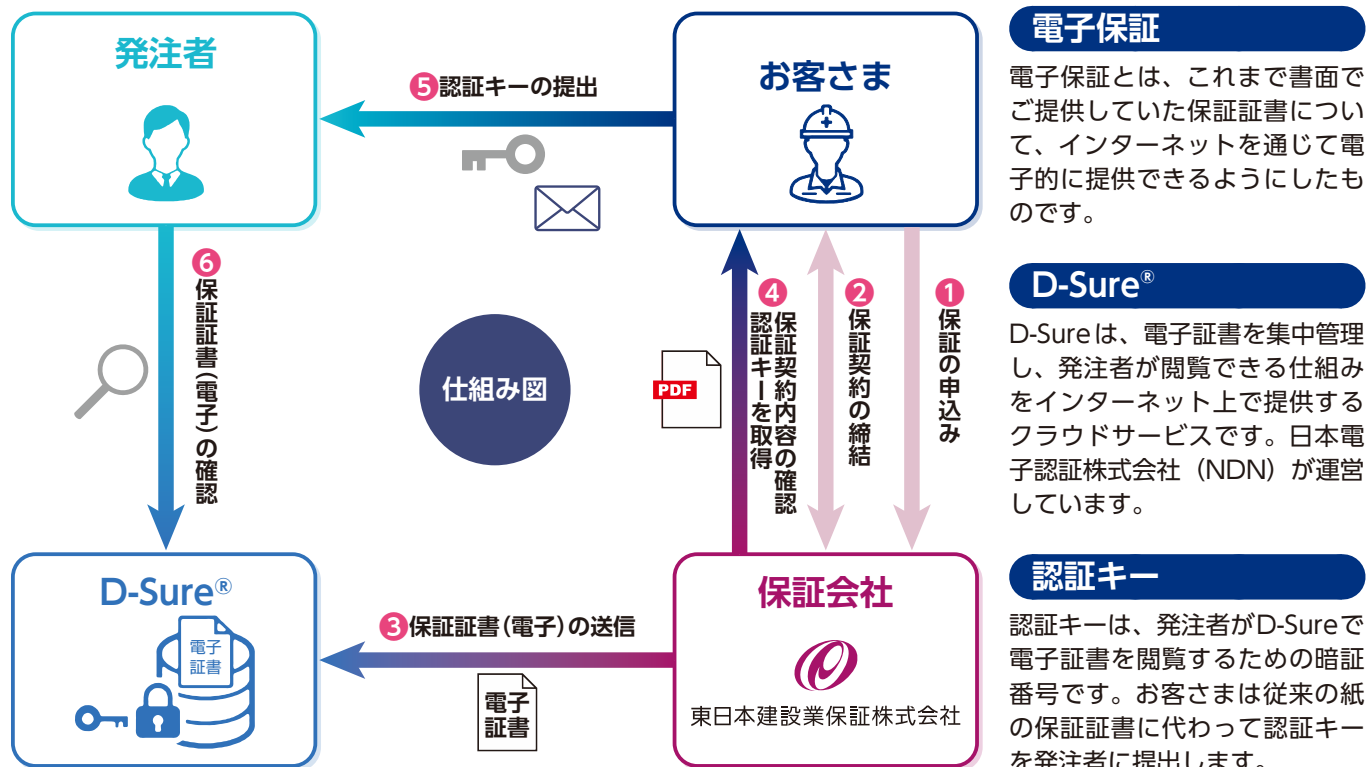 発注者
⑤認証キーの提出
お客さま
⑥保証証書(電子)の確認
仕組み図
PDF
④保証契約内容の確認
認証キーを取得
②保証契約の締結
①保証の申込み
D-Sure®
電子
証書
③保証証書(電子)の送信
電子
証書
保証会社
東日本建設業保証株式会社
電子保証
電子保証とは、これまで書面で
ご提供していた保証証書につい
て、インターネットを通じて電
子的に提供できるようにしたも
のです。
D-Sure®
D-Sureは、電子証書を集中管理
し、発注者が閲覧できる仕組み
をインターネット上で提供する
クラウドサービスです。日本電
子認証株式会社（NDN）が運営
しています。
認証キー
認証キーは、発注者がD-Sureで
電子証書を閲覧するための暗証
番号です。お客さまは従来の紙
の保証証書に代わって認証キー
を発注者に提出します。